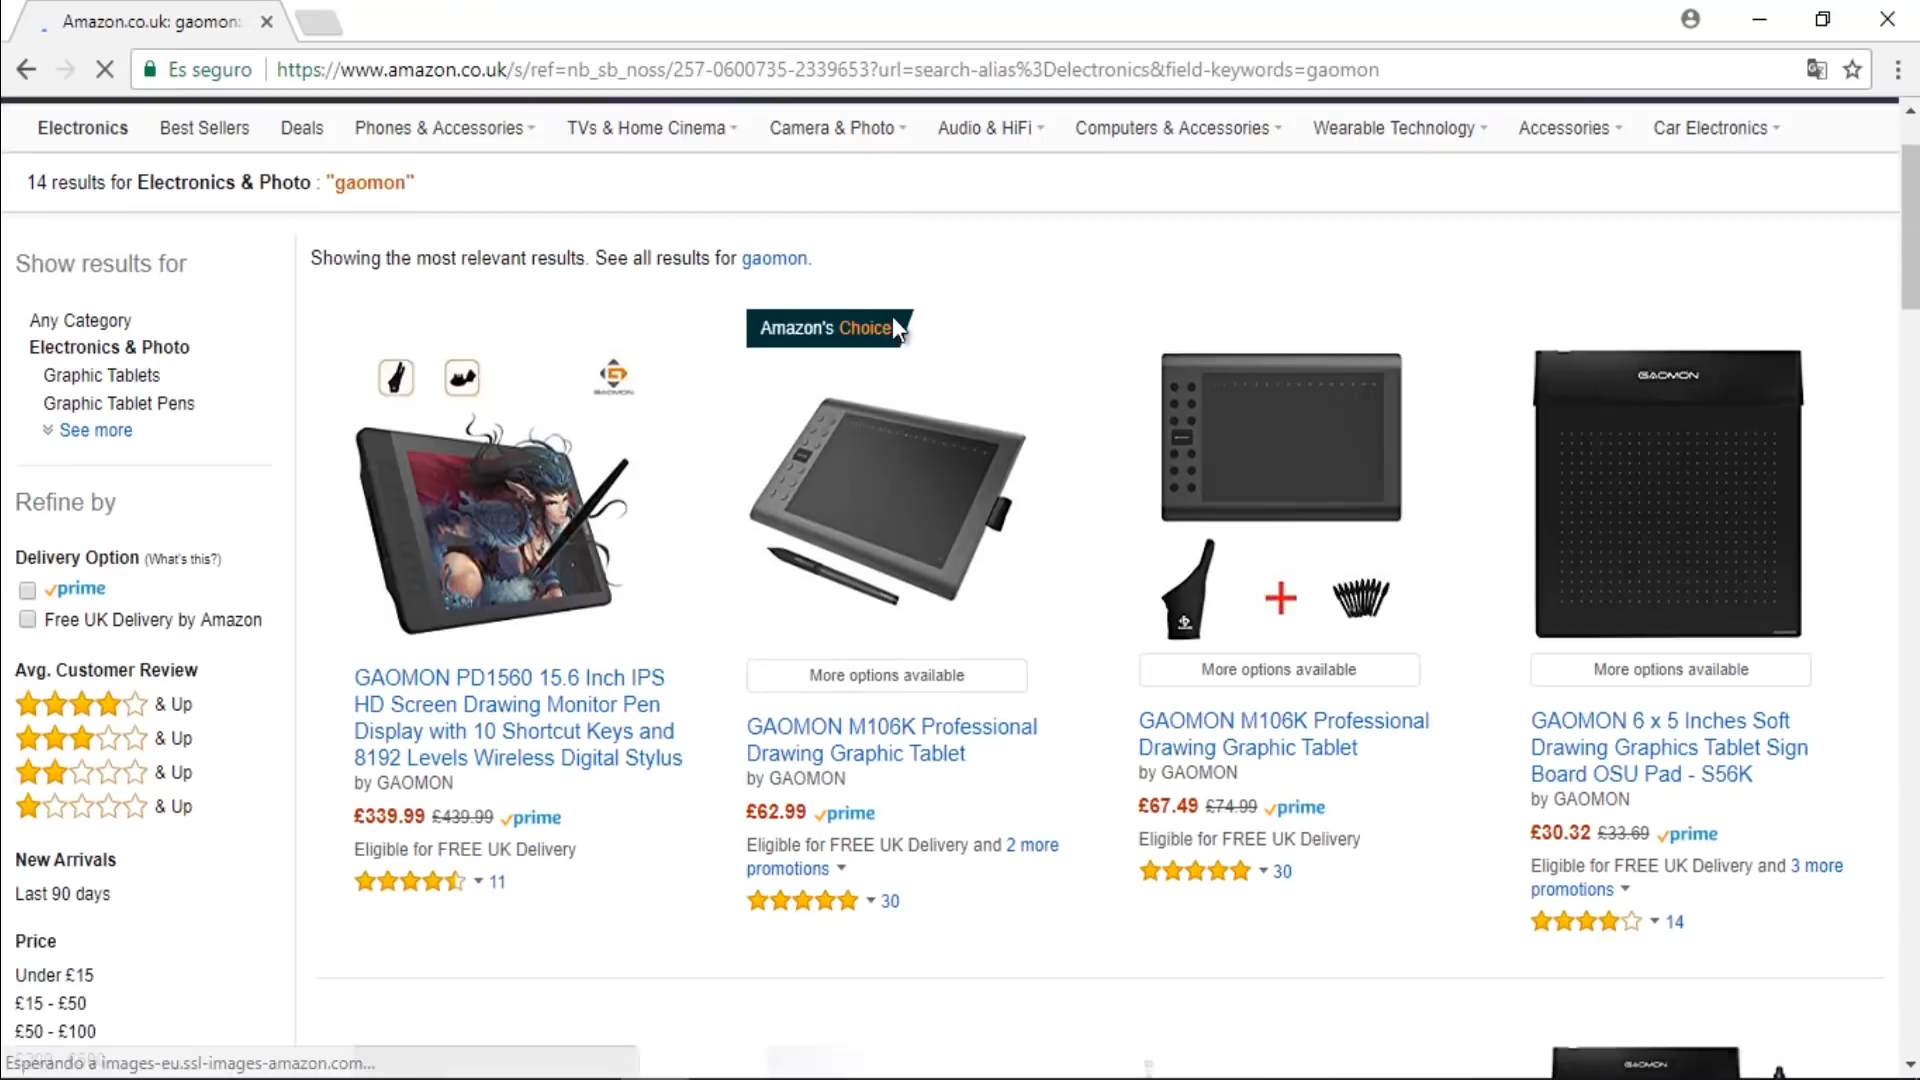 Amazon.co.uk: gaomon:
Es seguro
https://www.amazon.co.uk/s/ref=nb_sb_noss/257-0600735-2339653?url=search-alias%3Delectronics&field-keywords=gaomon
Electronics Best Sellers Deals Phones & Accessories TVs & Home Cinema Camera & Photo Audio & HiFi Computers & Accessories Wearable Technology Accessories Car Electronics
14 results for Electronics & Photo : "gaomon"
Show results for
Any Category
Electronics & Photo
Graphic Tablets
Graphic Tablet Pens
See more
Refine by
Delivery Option (What's this?)
prime
Free UK Delivery by Amazon
Avg. Customer Review
& Up
& Up
& Up
& Up
New Arrivals
Last 90 days
Price
Under £15
£15 - £50
£50 - £100
Esperando a images-eu.ssl-images-amazon.com...
Showing the most relevant results. See all results for gaomon.
GAOMON
GAOMON PD1560 15.6 Inch IPS
HD Screen Drawing Monitor Pen
Display with 10 Shortcut Keys and
8192 Levels Wireless Digital Stylus
by GAOMON
£339.99 £439.99 prime
Eligible for FREE UK Delivery
11
Amazon's Choice
More options available
GAOMON M106K Professional
Drawing Graphic Tablet
by GAOMON
£62.99 prime
Eligible for FREE UK Delivery and 2 more
promotions
30
More options available
GAOMON M106K Professional
Drawing Graphic Tablet
by GAOMON
£67.49 £74.99 prime
Eligible for FREE UK Delivery
30
GAOMON
More options available
GAOMON 6 x 5 Inches Soft
Drawing Graphics Tablet Sign
Board OSU Pad - S56K
by GAOMON
£30.32 £33.69 prime
Eligible for FREE UK Delivery and 3 more
promotions
14
GAOMON